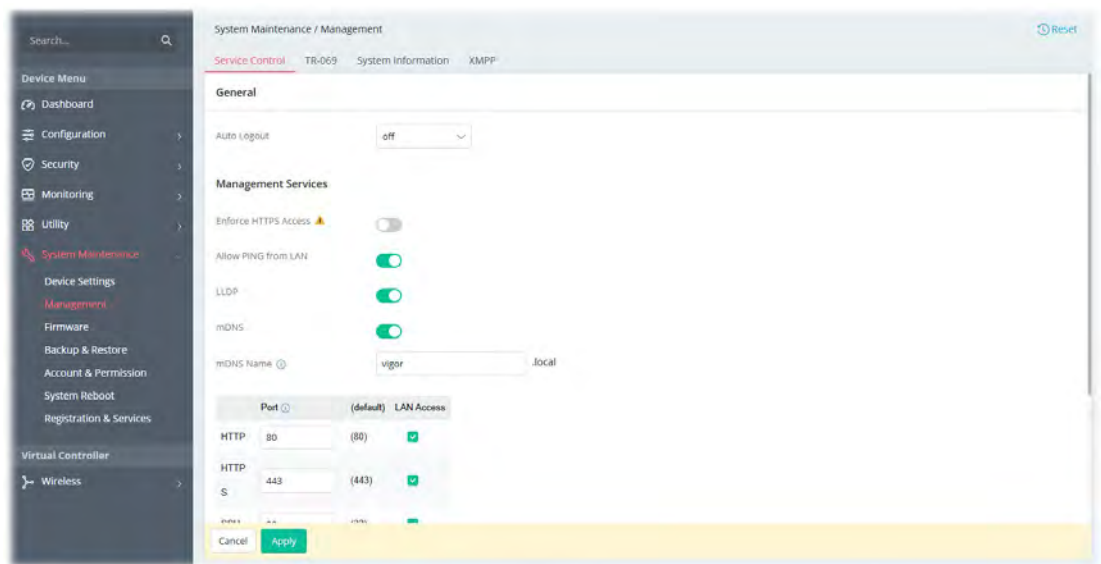 Search...
Device Menu
Dashboard
Configuration
Security
Monitoring
Utility
System Maintenance
Device Settings
Management
Firmware
Backup & Restore
Account & Permission
System Reboot
Registration & Services
Virtual Controller
Wireless
System Maintenance / Management
Reset
Service Control TR-069 System Information XMPP
General
Auto Logout off
Management Services
Enforce HTTPS Access
Allow PING from LAN
LLDP
mDNS
mDNS Name vigor .local
Port (default) LAN Access
HTTP 80 (80)
HTTP
S 443 (443)
Cancel Apply